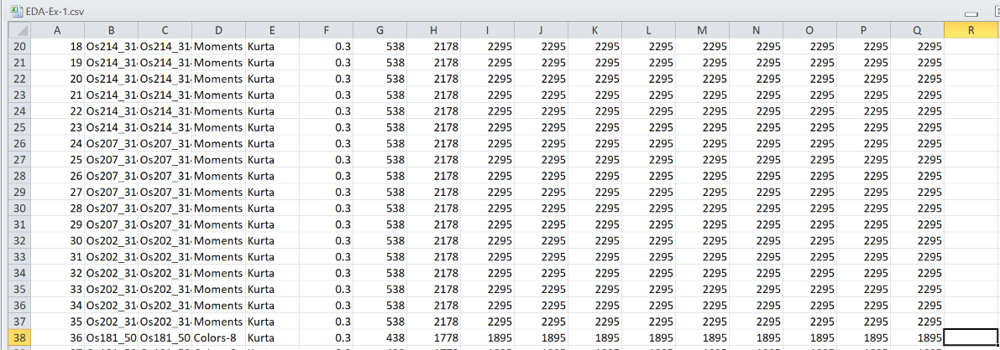 EDA-Ex-1.csv
A B C D E F G H I J K L M N O P Q R
20 18 Os214_31 Os214_31 Moments Kurta 0.3 538 2178 2295 2295 2295 2295 2295 2295 2295 2295 2295
21 19 Os214_31 Os214_31 Moments Kurta 0.3 538 2178 2295 2295 2295 2295 2295 2295 2295 2295 2295
22 20 Os214_31 Os214_31 Moments Kurta 0.3 538 2178 2295 2295 2295 2295 2295 2295 2295 2295 2295
23 21 Os214_31 Os214_31 Moments Kurta 0.3 538 2178 2295 2295 2295 2295 2295 2295 2295 2295 2295
24 22 Os214_31 Os214_31 Moments Kurta 0.3 538 2178 2295 2295 2295 2295 2295 2295 2295 2295 2295
25 23 Os214_31 Os214_31 Moments Kurta 0.3 538 2178 2295 2295 2295 2295 2295 2295 2295 2295 2295
26 24 Os207_31 Os207_31 Moments Kurta 0.3 538 2178 2295 2295 2295 2295 2295 2295 2295 2295 2295
27 25 Os207_31 Os207_31 Moments Kurta 0.3 538 2178 2295 2295 2295 2295 2295 2295 2295 2295 2295
28 26 Os207_31 Os207_31 Moments Kurta 0.3 538 2178 2295 2295 2295 2295 2295 2295 2295 2295 2295
29 27 Os207_31 Os207_31 Moments Kurta 0.3 538 2178 2295 2295 2295 2295 2295 2295 2295 2295 2295
30 28 Os207_31 Os207_31 Moments Kurta 0.3 538 2178 2295 2295 2295 2295 2295 2295 2295 2295 2295
31 29 Os207_31 Os207_31 Moments Kurta 0.3 538 2178 2295 2295 2295 2295 2295 2295 2295 2295 2295
32 30 Os202_31 Os202_31 Moments Kurta 0.3 538 2178 2295 2295 2295 2295 2295 2295 2295 2295 2295
33 31 Os202_31 Os202_31 Moments Kurta 0.3 538 2178 2295 2295 2295 2295 2295 2295 2295 2295 2295
34 32 Os202_31 Os202_31 Moments Kurta 0.3 538 2178 2295 2295 2295 2295 2295 2295 2295 2295 2295
35 33 Os202_31 Os202_31 Moments Kurta 0.3 538 2178 2295 2295 2295 2295 2295 2295 2295 2295 2295
36 34 Os202_31 Os202_31 Moments Kurta 0.3 538 2178 2295 2295 2295 2295 2295 2295 2295 2295 2295
37 35 Os202_31 Os202_31 Moments Kurta 0.3 538 2178 2295 2295 2295 2295 2295 2295 2295 2295 2295
38 36 Os181_50 Os181_50 Colors-8 Kurta 0.3 438 1778 1895 1895 1895 1895 1895 1895 1895 1895 1895